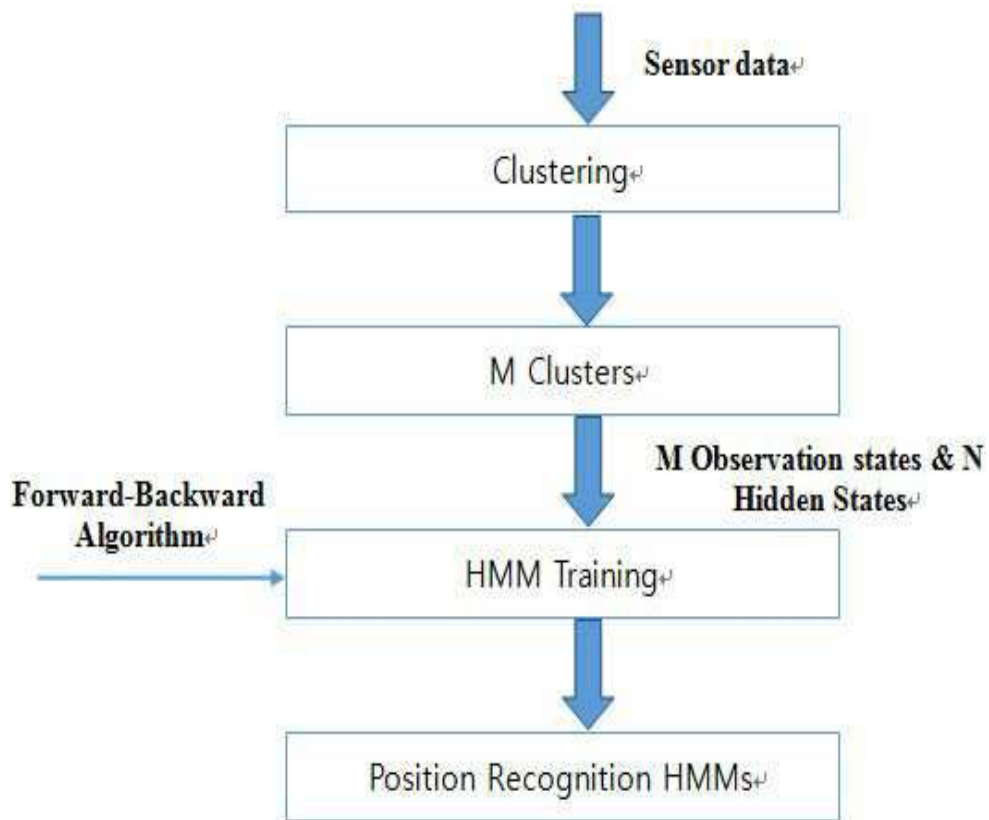 Sensor data↵
Clustering↵
M Clusters↵
M Observation states & N
Hidden States↵
Forward-Backward
Algorithm↵
HMM Training↵
Position Recognition HMMs↵